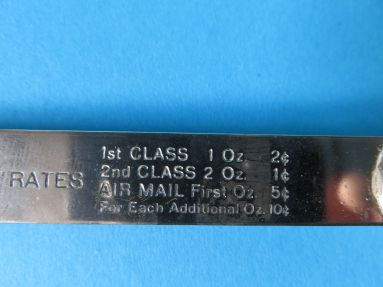 RATES
1st CLASS 1 Oz. 2¢
2nd CLASS 2 Oz. 1¢
AIR MAIL First Oz. 5¢
For Each Additional Oz. 10¢